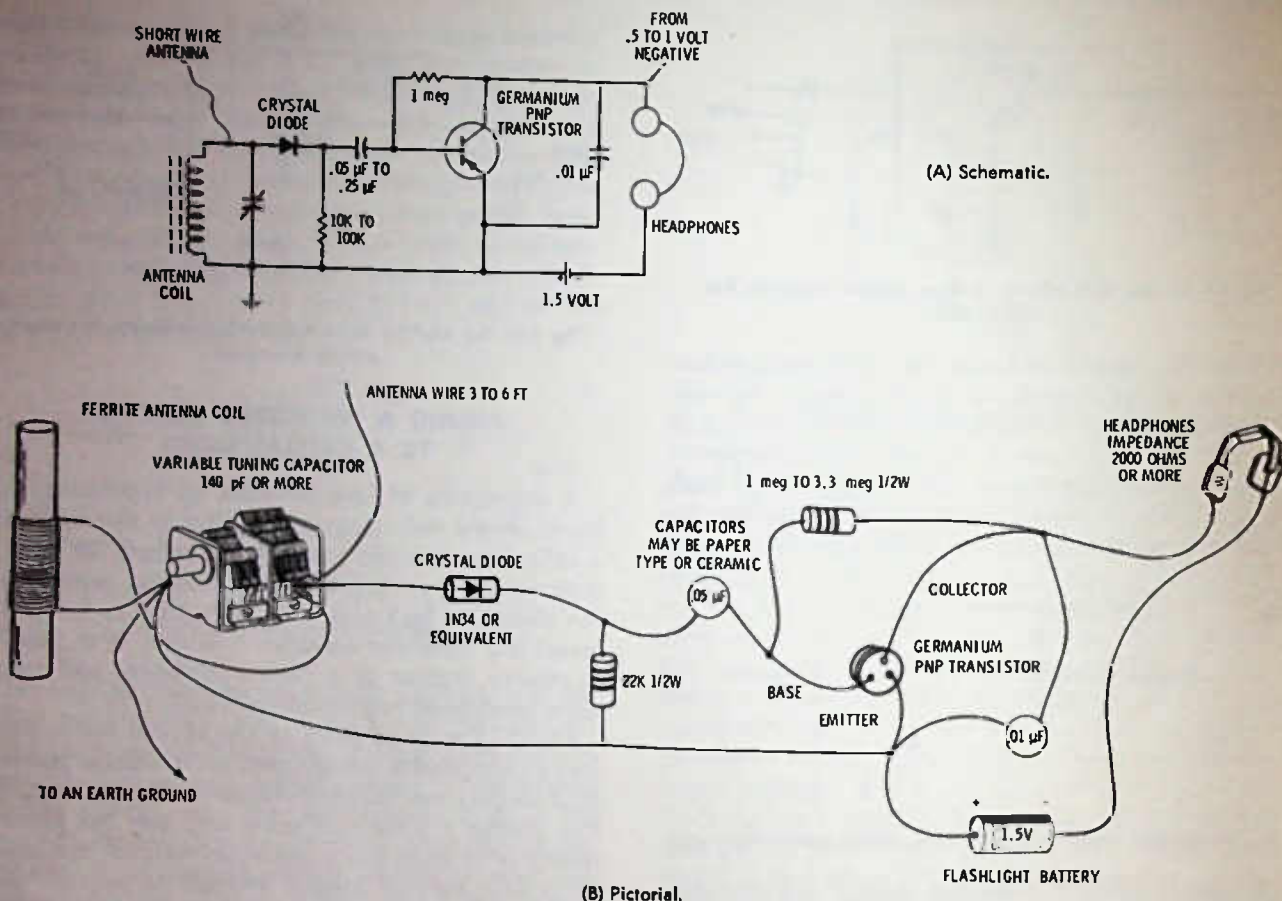 SHORT WIRE
ANTENNA
FROM
.5 TO 1 VOLT
NEGATIVE
1 meg
CRYSTAL
DIODE
GERMANIUM
PNP
TRANSISTOR
.05 µF TO
.25 µF
.01 µF
10K TO
100K
HEADPHONES
ANTENNA
COIL
+ -
1.5 VOLT
(A) Schematic.
FERRITE ANTENNA COIL
ANTENNA WIRE 3 TO 6 FT
VARIABLE TUNING CAPACITOR
140 pF OR MORE
HEADPHONES
IMPEDANCE
2000 OHMS
OR MORE
1 meg TO 3.3 meg 1/2W
CAPACITORS
MAY BE PAPER
TYPE OR CERAMIC
CRYSTAL DIODE
1N34 OR
EQUIVALENT
.05 µF
COLLECTOR
GERMANIUM
PNP TRANSISTOR
22K 1/2W
BASE
EMITTER
.01 µF
TO AN EARTH GROUND
+ -
1.5V
FLASHLIGHT BATTERY
(B) Pictorial.